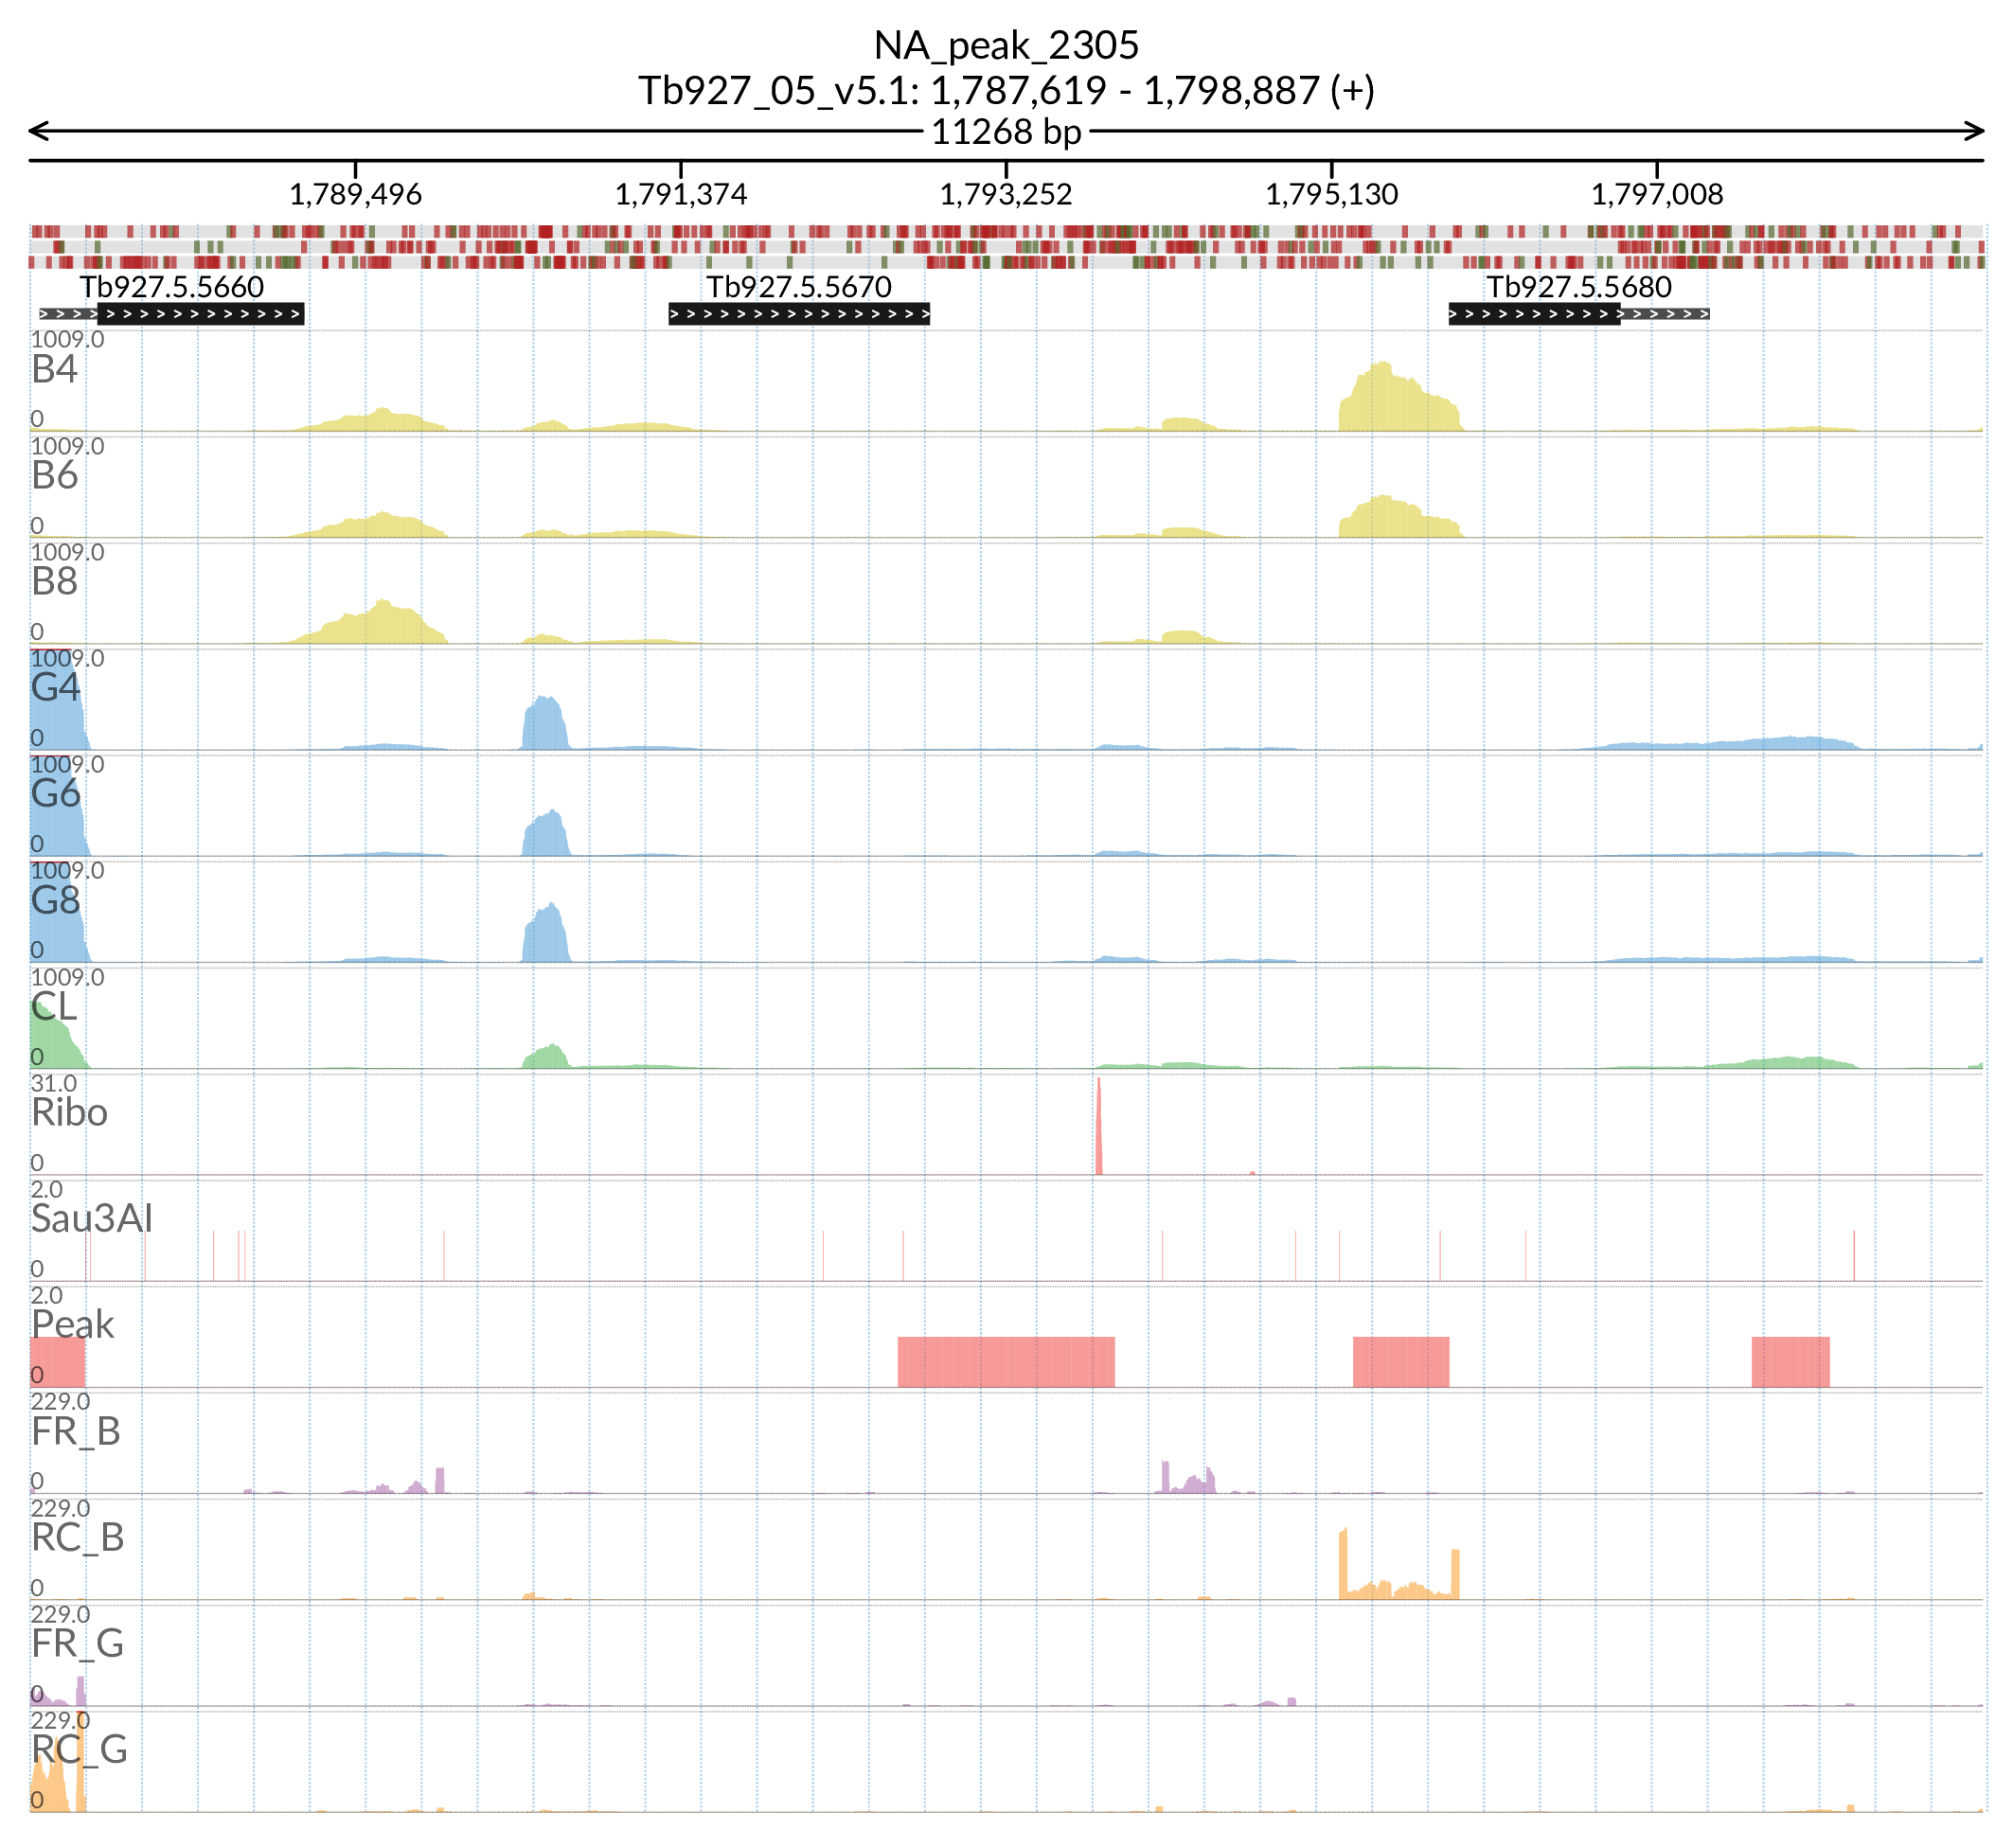 NA_peak_2305
Tb927_05_v5.1: 1,787,619 - 1,798,887 (+)
11268 bp
1,789,496 1,791,374 1,793,252 1,795,130 1,797,008
Tb927.5.5660 Tb927.5.5670 Tb927.5.5680
1009.0
B4
0
1009.0
B6
0
1009.0
B8
0
1009.0
G4
0
1009.0
G6
0
1009.0
G8
0
1009.0
CL
0
31.0
Ribo
0
2.0
Sau3AI
0
2.0
Peak
0
229.0
FR_B
0
229.0
RC_B
0
229.0
FR_G
0
229.0
RC_G
0